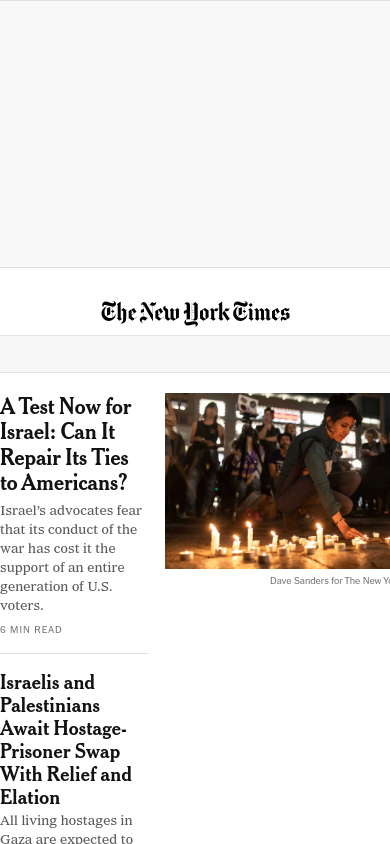 The New York Times
A Test Now for
Israel: Can It
Repair Its Ties
to Americans?
Israel’s advocates fear
that its conduct of the
war has cost it the
support of an entire
generation of U.S.
voters.
6 MIN READ
Dave Sanders for The New Yo
Israelis and
Palestinians
Await Hostage-
Prisoner Swap
With Relief and
Elation
All living hostages in
Gaza are expected to